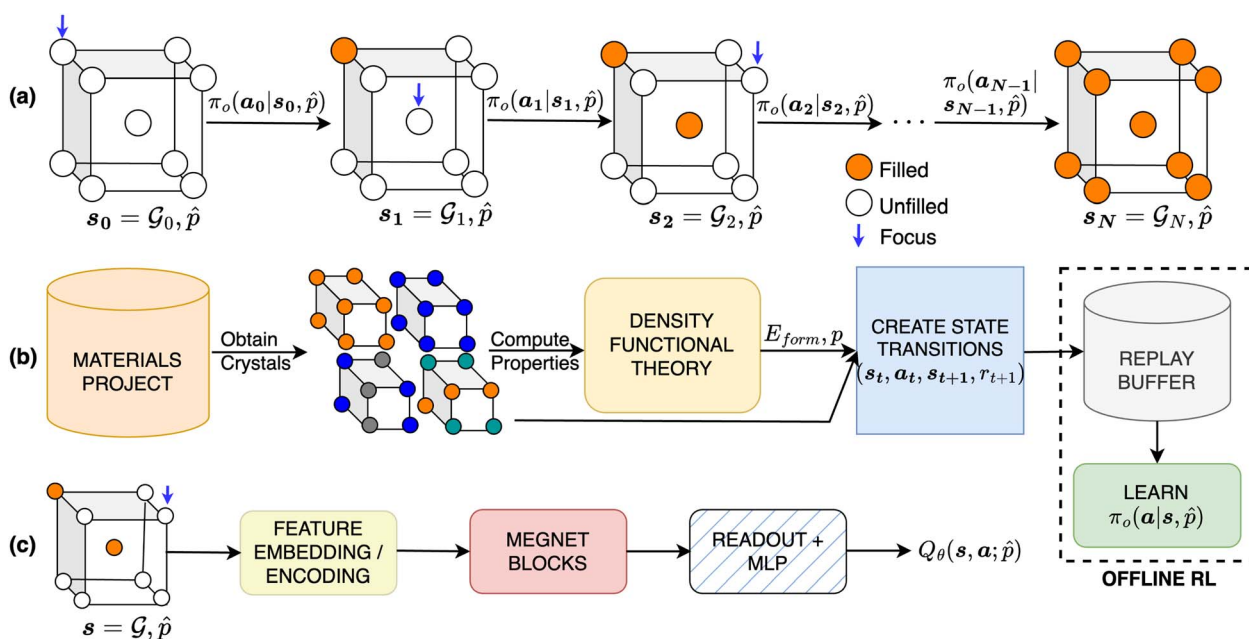 (a)
π_o(a_0|s_0, p̂)
π_o(a_1|s_1, p̂)
π_o(a_2|s_2, p̂)
. . .
π_o(a_{N−1}|
s_{N−1}, p̂)
s_0 = 𝒢_0, p̂
s_1 = 𝒢_1, p̂
s_2 = 𝒢_2, p̂
s_N = 𝒢_N, p̂
Filled
Unfilled
Focus
(b)
MATERIALS
PROJECT
Obtain
Crystals
Compute
Properties
DENSITY
FUNCTIONAL
THEORY
E_{form}, p
CREATE STATE
TRANSITIONS
(s_t, a_t, s_{t+1}, r_{t+1})
REPLAY
BUFFER
LEARN
π_o(a|s, p̂)
OFFLINE RL
(c)
s = 𝒢, p̂
FEATURE
EMBEDDING /
ENCODING
MEGNET
BLOCKS
READOUT +
MLP
Q_θ(s, a; p̂)